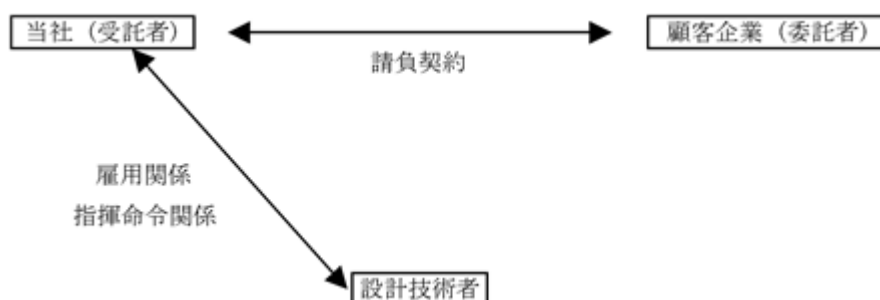 当社（受託者）
顧客企業（委託者）
請負契約
雇用関係
指揮命令関係
設計技術者